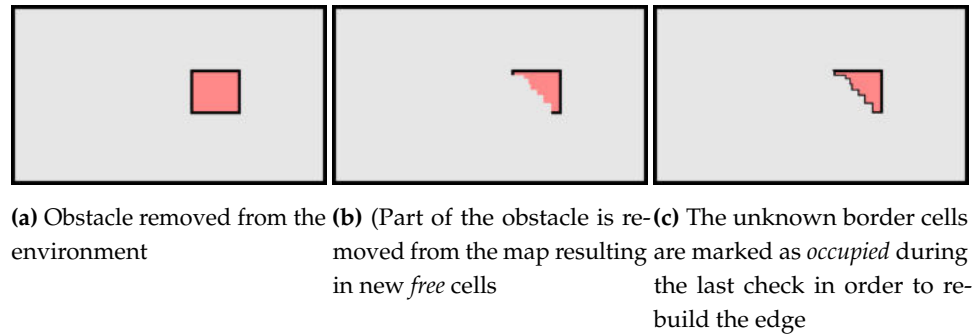 (a) Obstacle removed from the
environment
(b) (Part of the obstacle is re-
moved from the map resulting
in new free cells
(c) The unknown border cells
are marked as occupied during
the last check in order to re-
build the edge